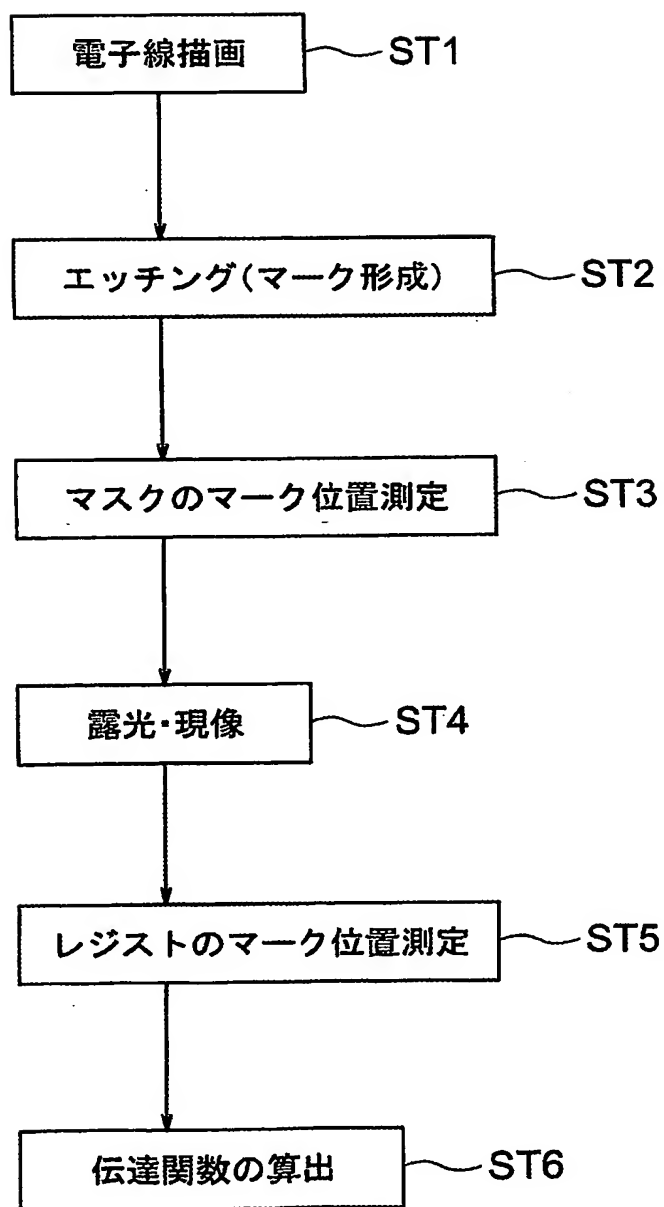 電子線描画 ST1
エッチング(マーク形成) ST2
マスクのマーク位置測定 ST3
露光・現像 ST4
レジストのマーク位置測定 ST5
伝達関数の算出 ST6